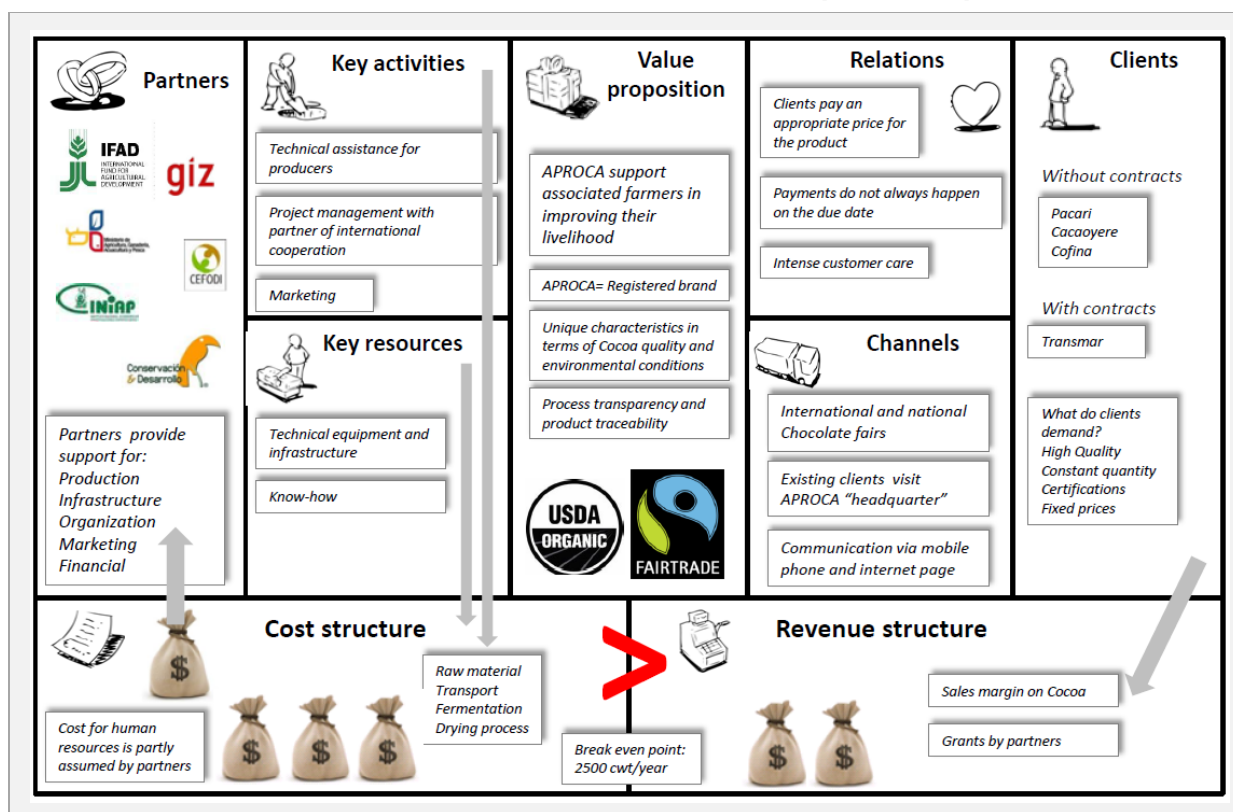 Partners
IFAD
INTERNATIONAL
FUND FOR
AGRICULTURAL
DEVELOPMENT
giz
Ministerio de
Agricultura, Ganadería,
Acuacultura y Pesca
CEFODI
INIAP
Conservación
& Desarrollo
Partners provide
support for:
Production
Infrastructure
Organization
Marketing
Financial
Key activities
Technical assistance for
producers
Project management with
partner of international
cooperation
Marketing
Key resources
Technical equipment and
infrastructure
Know-how
Value
proposition
APROCA support
associated farmers in
improving their
livelihood
APROCA= Registered brand
Unique characteristics in
terms of Cocoa quality and
environmental conditions
Process transparency and
product traceability
USDA
ORGANIC
FAIRTRADE
Relations
Clients pay an
appropriate price for
the product
Payments do not always happen
on the due date
Intense customer care
Channels
International and national
Chocolate fairs
Existing clients visit
APROCA “headquarter”
Communication via mobile
phone and internet page
Clients
Without contracts
Pacari
Cacaoyere
Cofina
With contracts
Transmar
What do clients
demand?
High Quality
Constant quantity
Certifications
Fixed prices
Cost structure
$
Cost for human
resources is partly
assumed by partners
$ $ $
Raw material
Transport
Fermentation
Drying process
>
Break even point:
2500 cwt/year
Revenue structure
$ $
Sales margin on Cocoa
Grants by partners